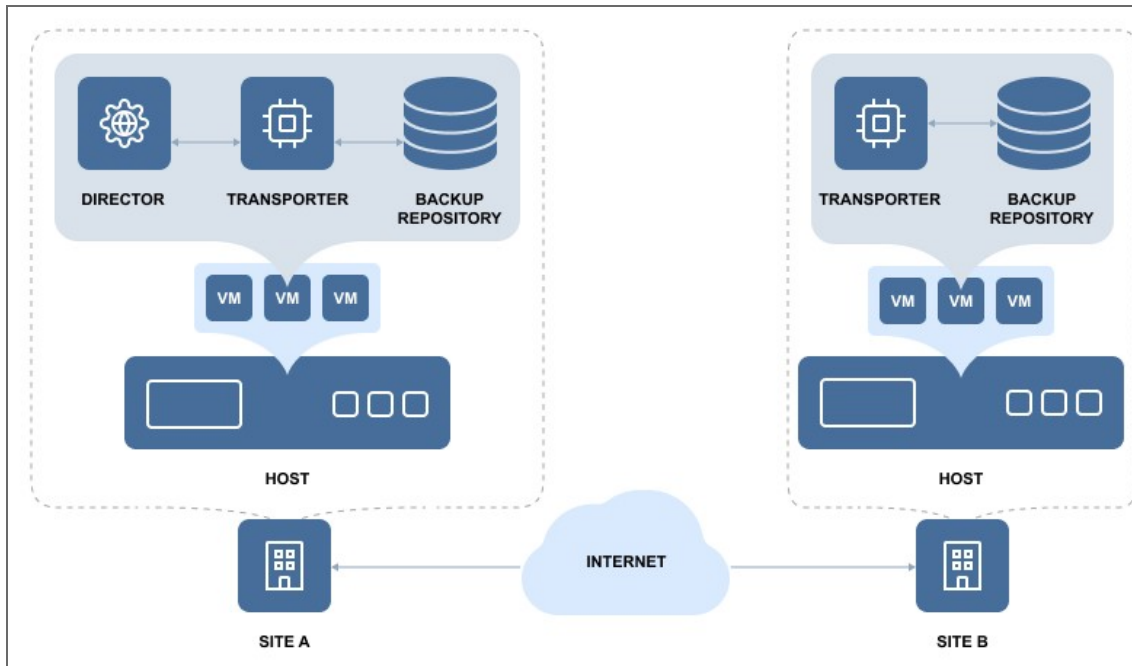 DIRECTOR
TRANSPORTER
BACKUP
REPOSITORY
VM
VM
VM
HOST
SITE A
INTERNET
TRANSPORTER
BACKUP
REPOSITORY
VM
VM
VM
HOST
SITE B